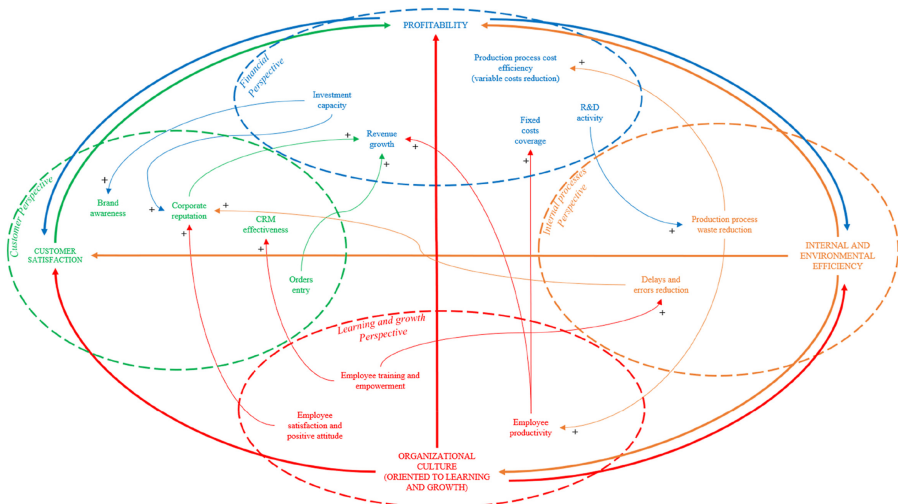 PROFITABILITY
Financial
Perspective
Production process cost
efficiency
(variable costs reduction)
+
Investment
capacity
R&D
activity
Fixed
costs
coverage
Revenue
growth
+
+
+
+
Customer Perspective
Internal processes
Perspective
+
Brand
awareness
+
Corporate
reputation
+
+
CRM
effectiveness
+
Production process
waste reduction
+
CUSTOMER
SATISFACTION
INTERNAL AND
ENVIRONMENTAL
EFFICIENCY
Orders
entry
Delays and
errors reduction
+
Learning and growth
Perspective
Employee training and
empowerment
Employee
satisfaction and
positive attitude
Employee
productivity
+
ORGANIZATIONAL
CULTURE
(ORIENTED TO LEARNING
AND GROWTH)